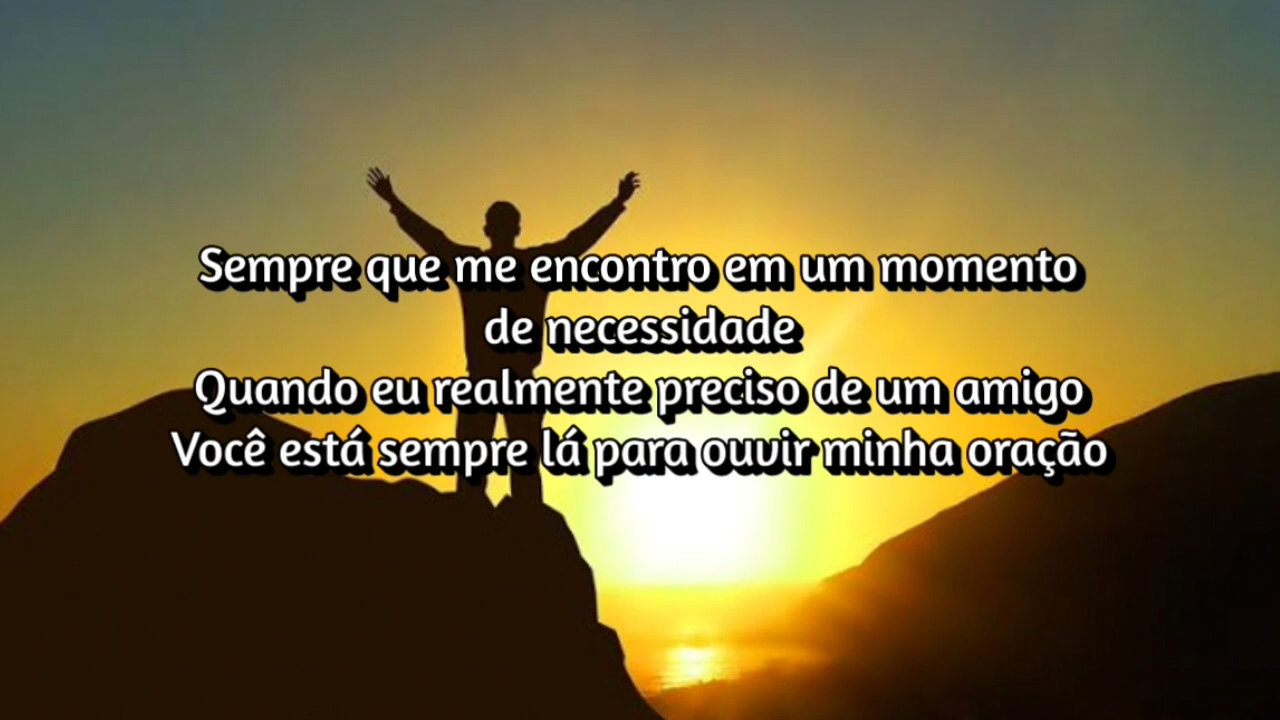 Sempre que me encontro em um momento
de necessidade
Quando eu realmente preciso de um amigo
Você está sempre lá para ouvir minha oração